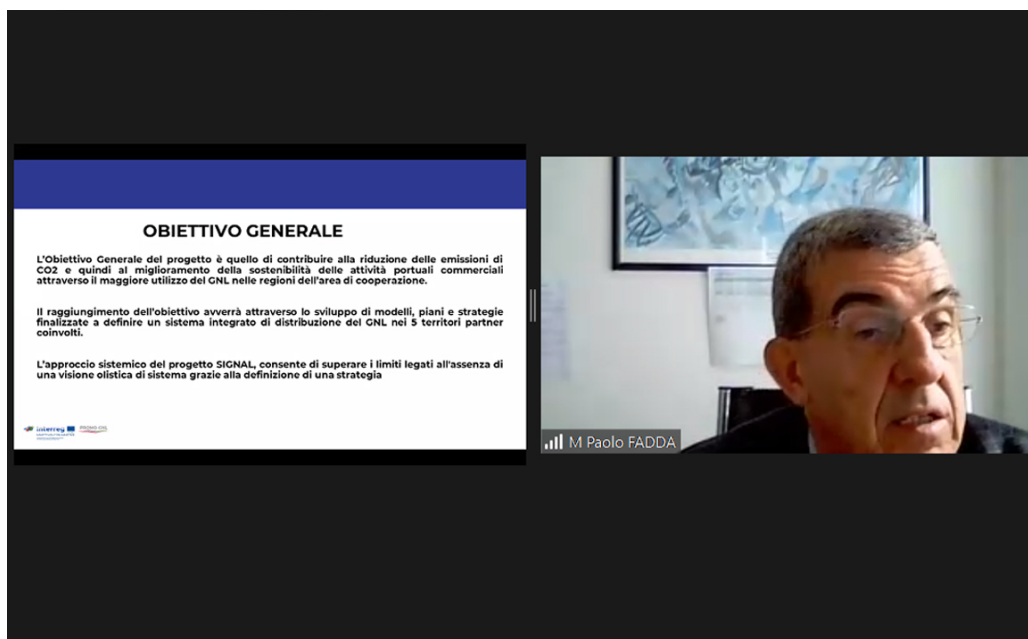 OBIETTIVO GENERALE
L'Obiettivo Generale del progetto è quello di contribuire alla riduzione delle emissioni di
CO2 e quindi al miglioramento della sostenibilità delle attività portuali commerciali
attraverso il maggiore utilizzo del GNL nelle regioni dell'area di cooperazione.
Il raggiungimento dell'obiettivo avverrà attraverso lo sviluppo di modelli, piani e strategie
finalizzate a definire un sistema integrato di distribuzione del GNL nei 5 territori partner
coinvolti.
L'approccio sistemico del progetto SIGNAL, consente di superare i limiti legati all'assenza di
una visione olistica di sistema grazie alla definizione di una strategia
Interreg
M Paolo FADDA